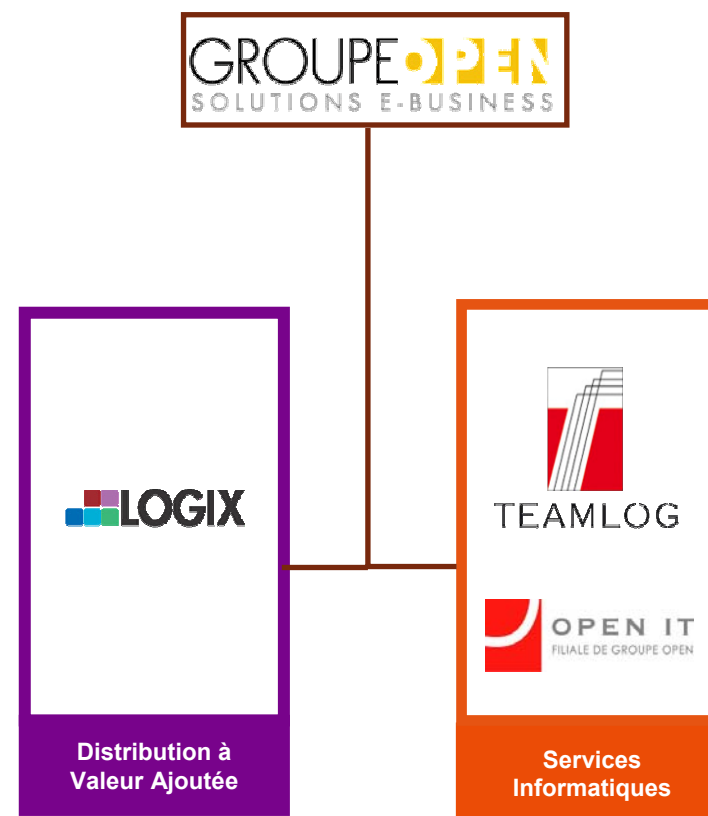 GROUPE OPEN
SOLUTIONS E-BUSINESS
LOGIX
Distribution à
Valeur Ajoutée
TEAMLOG
OPEN IT
FILIALE DE GROUPE OPEN
Services
Informatiques